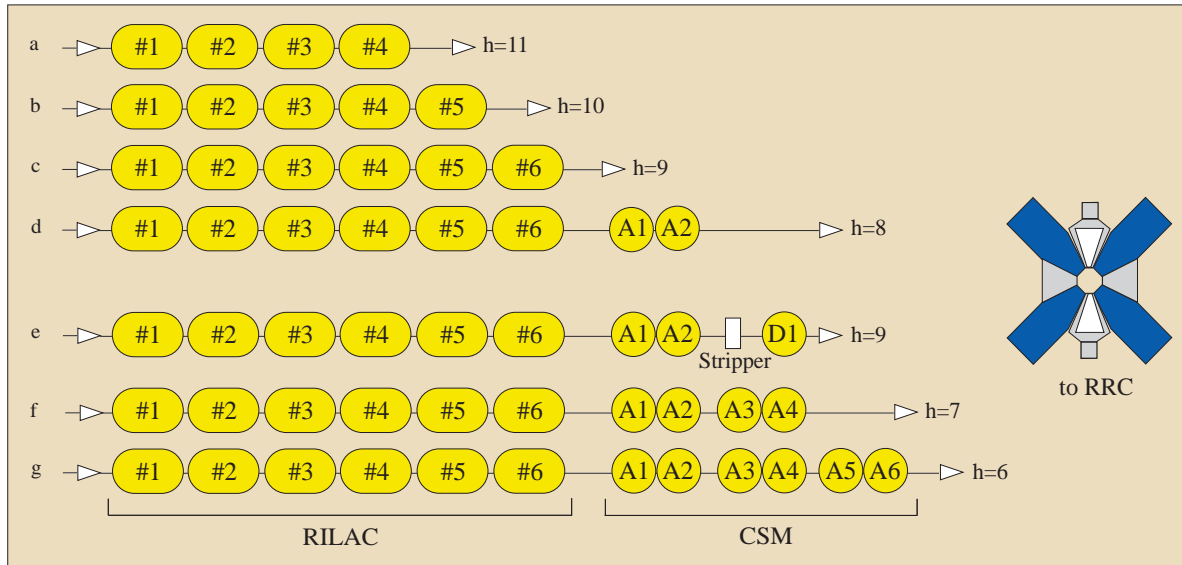 a #1 #2 #3 #4 h=11
b #1 #2 #3 #4 #5 h=10
c #1 #2 #3 #4 #5 #6 h=9
d #1 #2 #3 #4 #5 #6 A1 A2 h=8
e #1 #2 #3 #4 #5 #6 A1 A2 D1 h=9
Stripper
to RRC
f #1 #2 #3 #4 #5 #6 A1 A2 A3 A4 h=7
g #1 #2 #3 #4 #5 #6 A1 A2 A3 A4 A5 A6 h=6
RILAC CSM